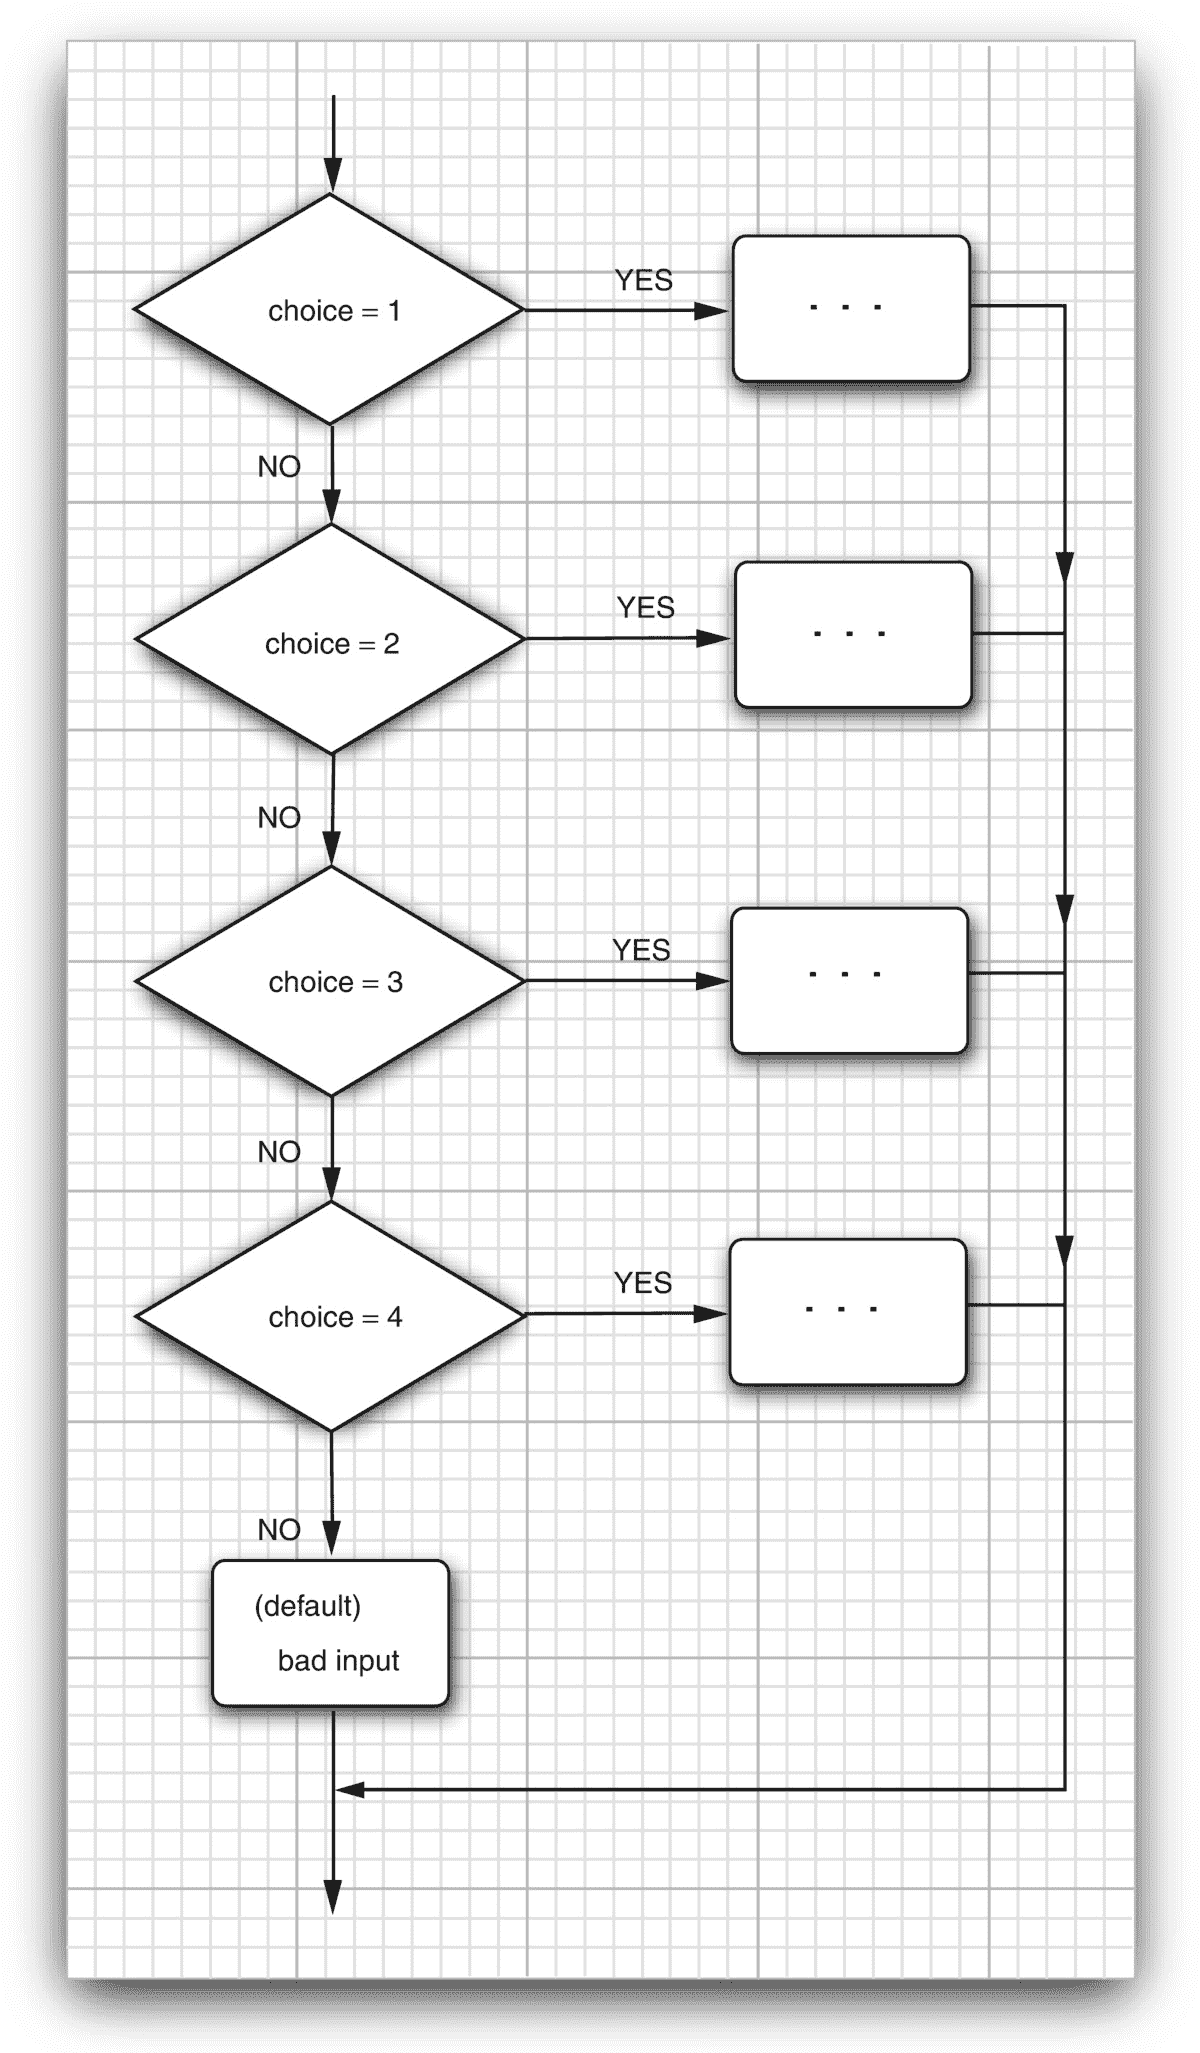 choice = 1
YES
. . .
NO
choice = 2
YES
. . .
NO
choice = 3
YES
. . .
NO
choice = 4
YES
. . .
NO
(default)
bad input